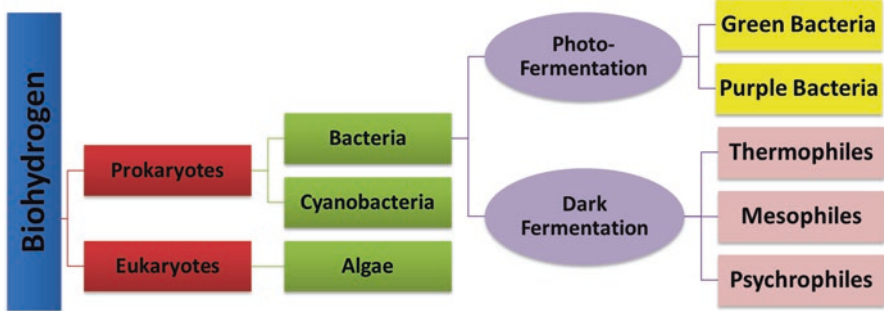 Biohydrogen
Prokaryotes
Eukaryotes
Bacteria
Cyanobacteria
Algae
Photo-
Fermentation
Dark
Fermentation
Green Bacteria
Purple Bacteria
Thermophiles
Mesophiles
Psychrophiles